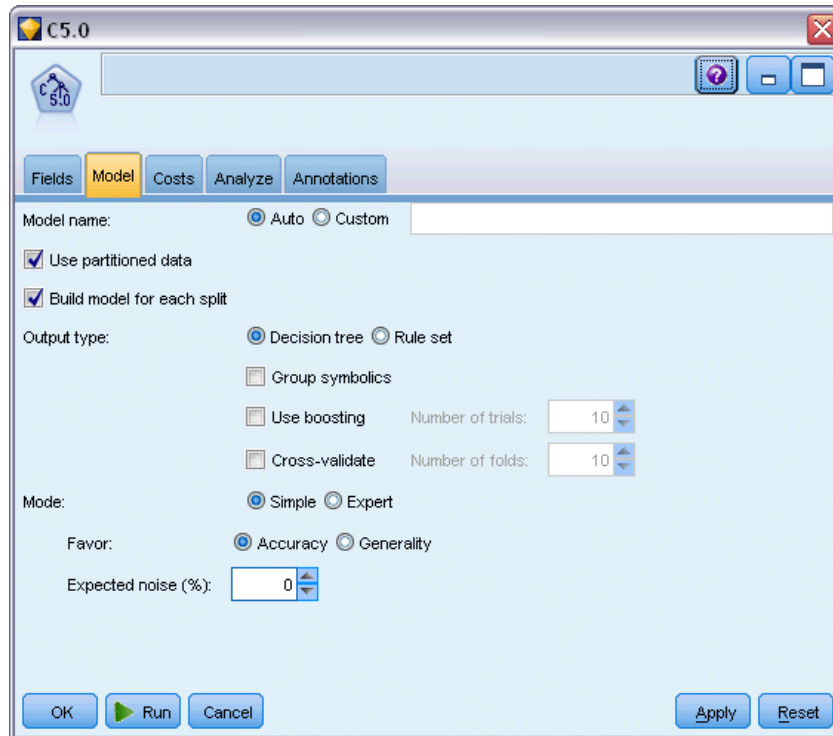 C5.0
C 5.0
?
Fields Model Costs Analyze Annotations
Model name: Auto Custom
Use partitioned data
Build model for each split
Output type: Decision tree Rule set
Group symbolics
Use boosting Number of trials: 10
Cross-validate Number of folds: 10
Mode: Simple Expert
Favor: Accuracy Generality
Expected noise (%): 0
OK Run Cancel Apply Reset